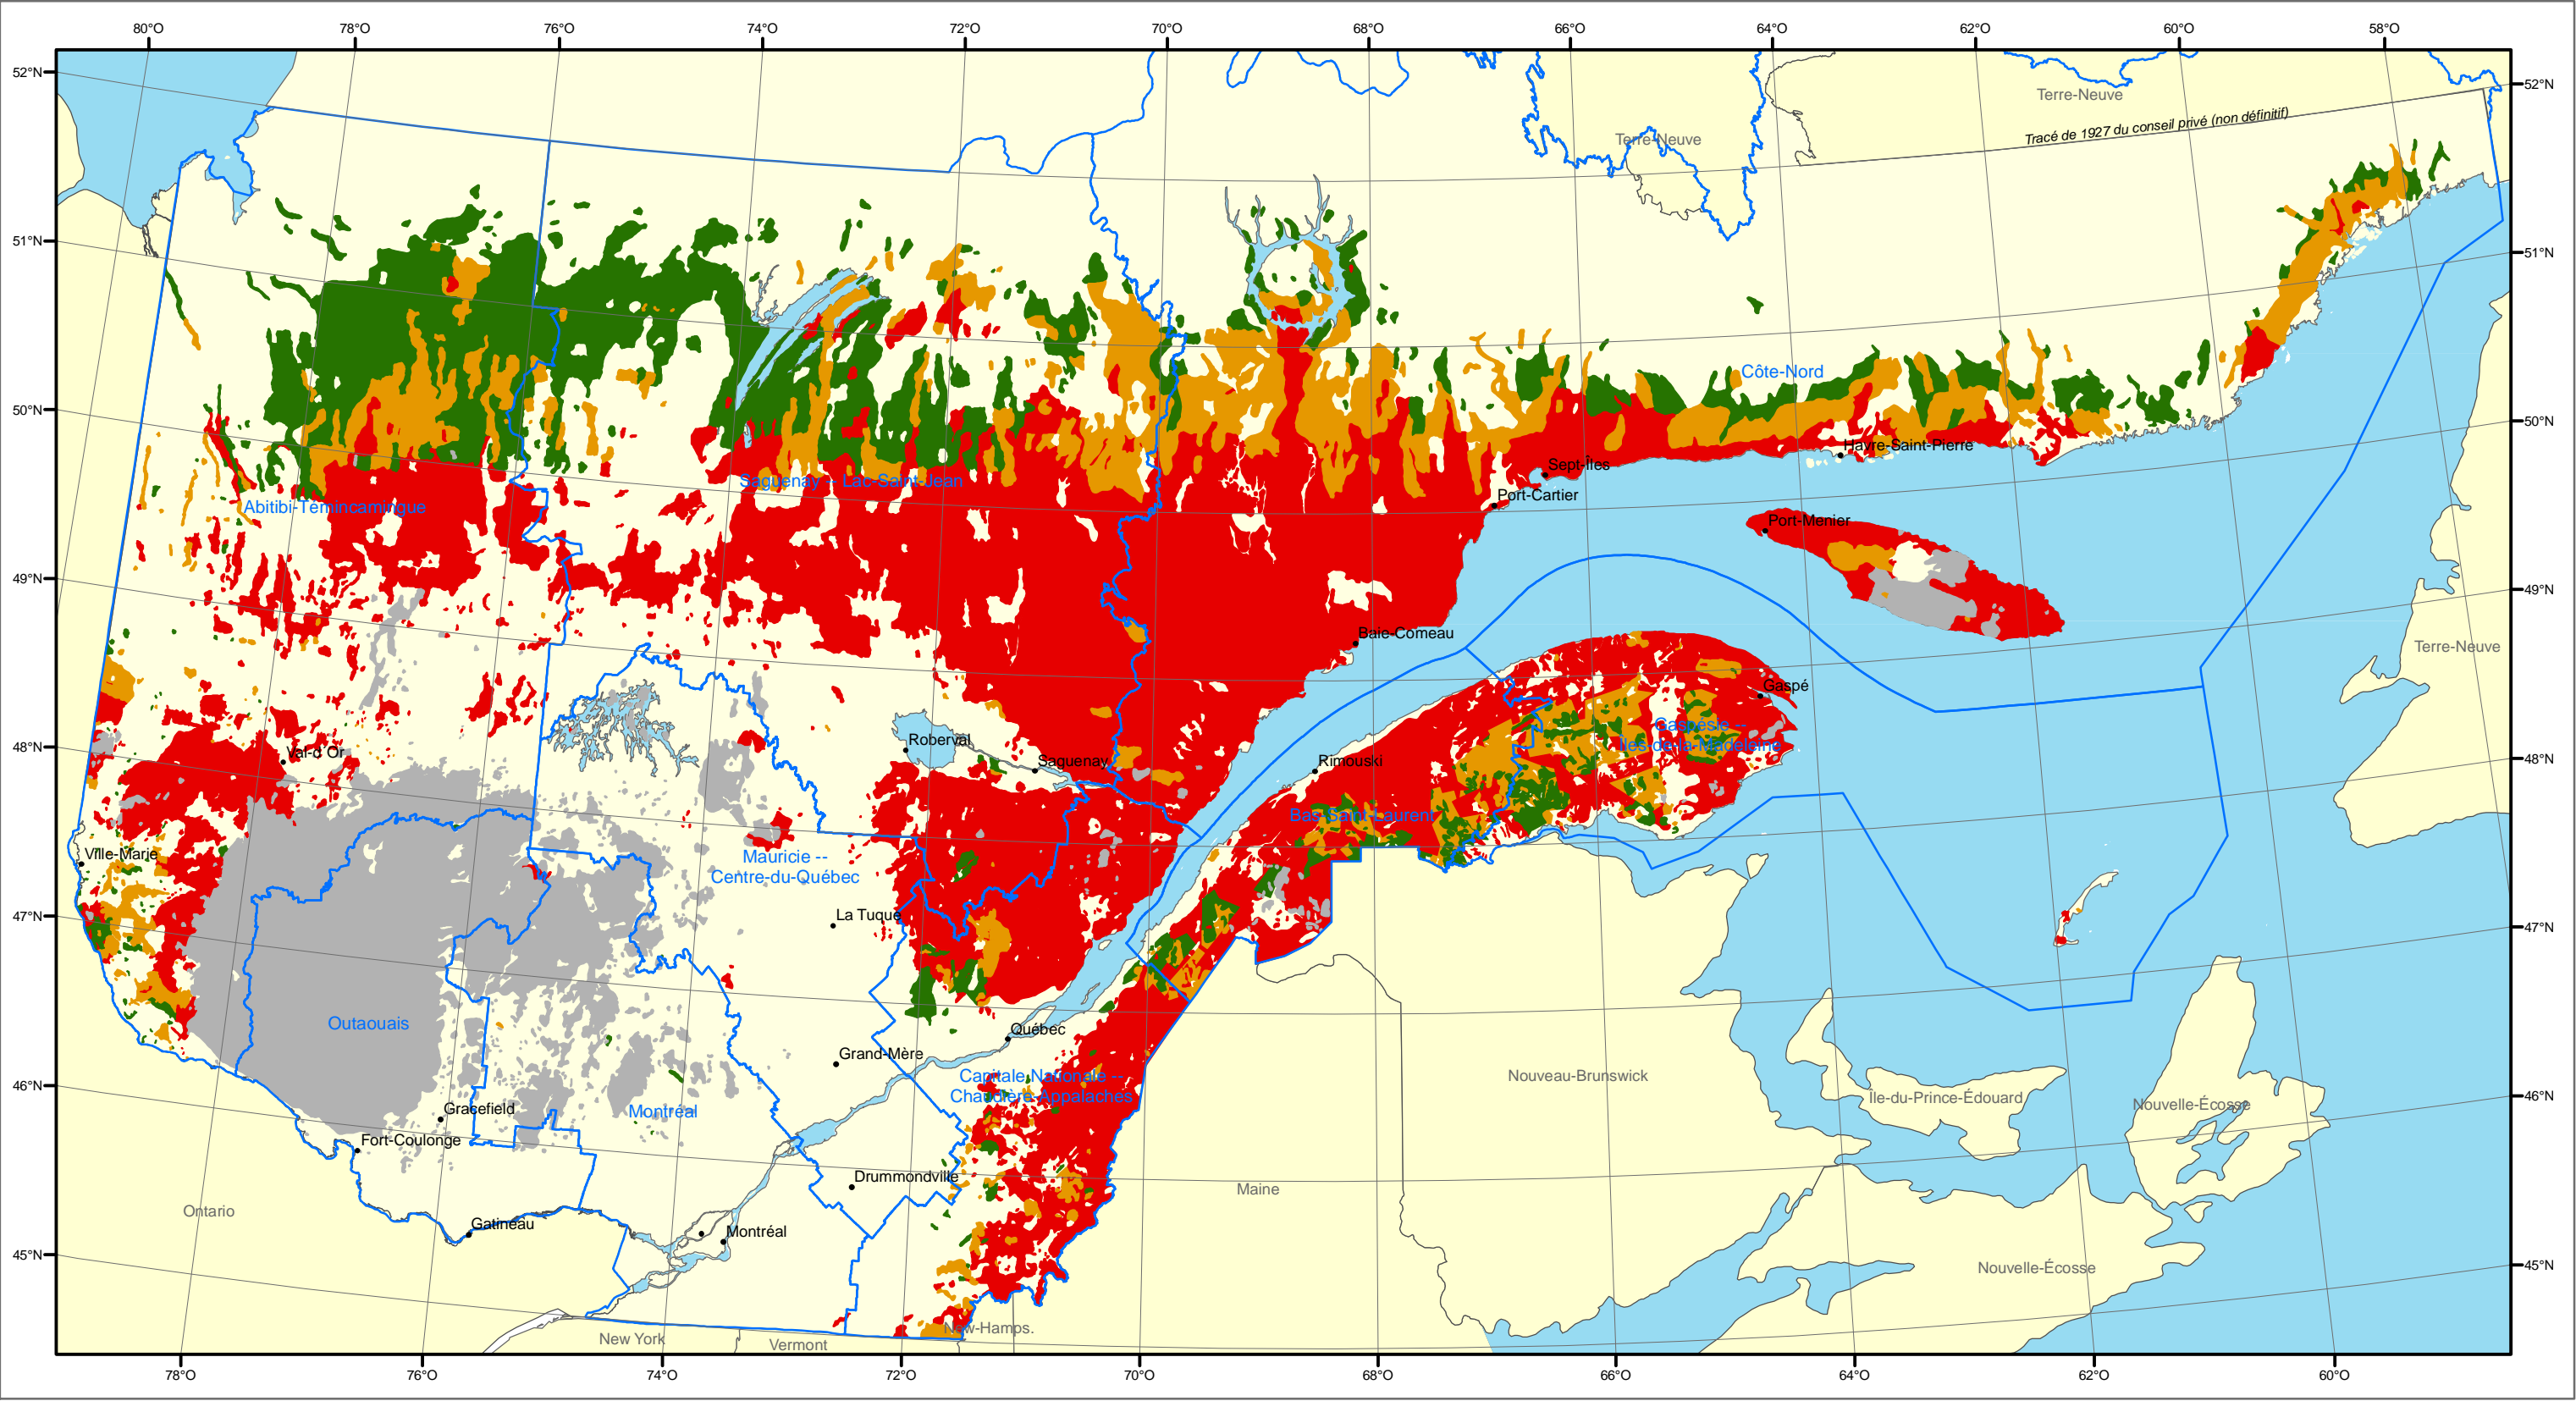 80°O 78°O 76°O 74°O 72°O 70°O 68°O 66°O 64°O 62°O 60°O 58°O
52°N
52°N
Terre-Neuve
Tracé de 1927 du conseil privé (non définitif)
Terre-Neuve
51°N
51°N
Côte-Nord
50°N
50°N
Havre-Saint-Pierre
Sept-Îles
Saguenay -- Lac-Saint-Jean
Port-Cartier
Abitibi-Témincamingue
Port-Menier
49°N
49°N
Baie-Comeau
Terre-Neuve
Gaspé
Gaspésie --
Îles-de-la-Madeleine
Roberval
48°N
48°N
Val-d'Or
Saguenay
Rimouski
Bas-Saint-Laurent
Ville-Marie
Mauricie --
Centre-du-Québec
La Tuque
47°N
47°N
Outaouais
Québec
Grand-Mère
46°N
46°N
Capitale Nationale --
Chaudière-Appalaches
Nouveau-Brunswick
Île-du-Prince-Édouard
Nouvelle-Écosse
Gracefield
Montréal
Fort-Coulonge
Drummondville
Maine
Ontario
Gatineau
Montréal
45°N
45°N
Nouvelle-Écosse
New-Hamps.
New York
Vermont
78°O 76°O 74°O 72°O 70°O 68°O 66°O 64°O 62°O 60°O